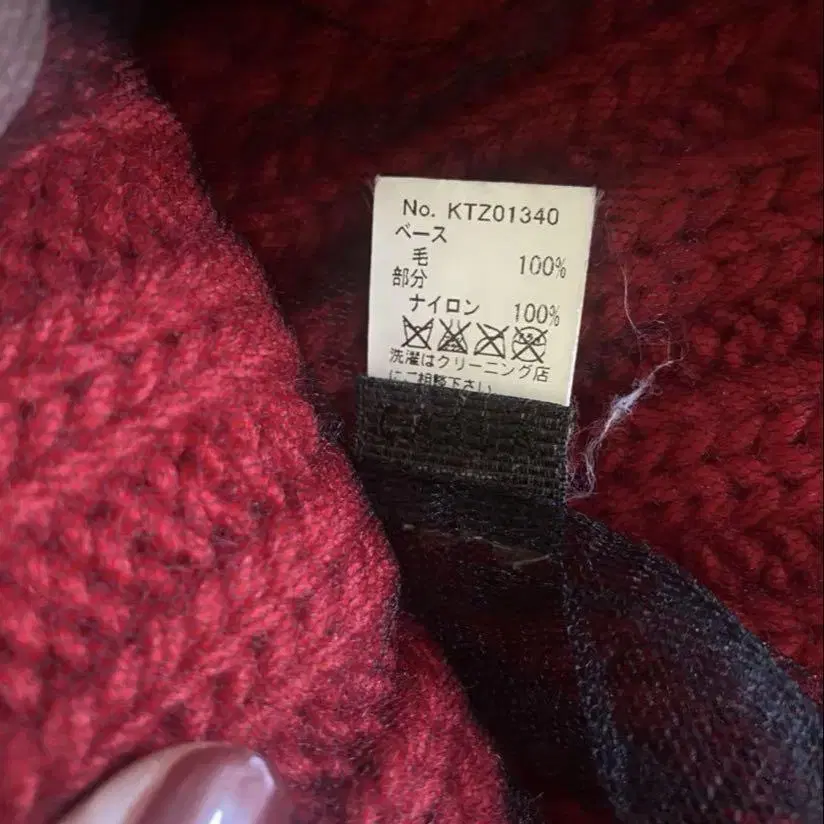 No. KTZ01340
ベース
毛 100%
部分
ナイロン 100%
洗濯はクリーニング店
にご相談下さい